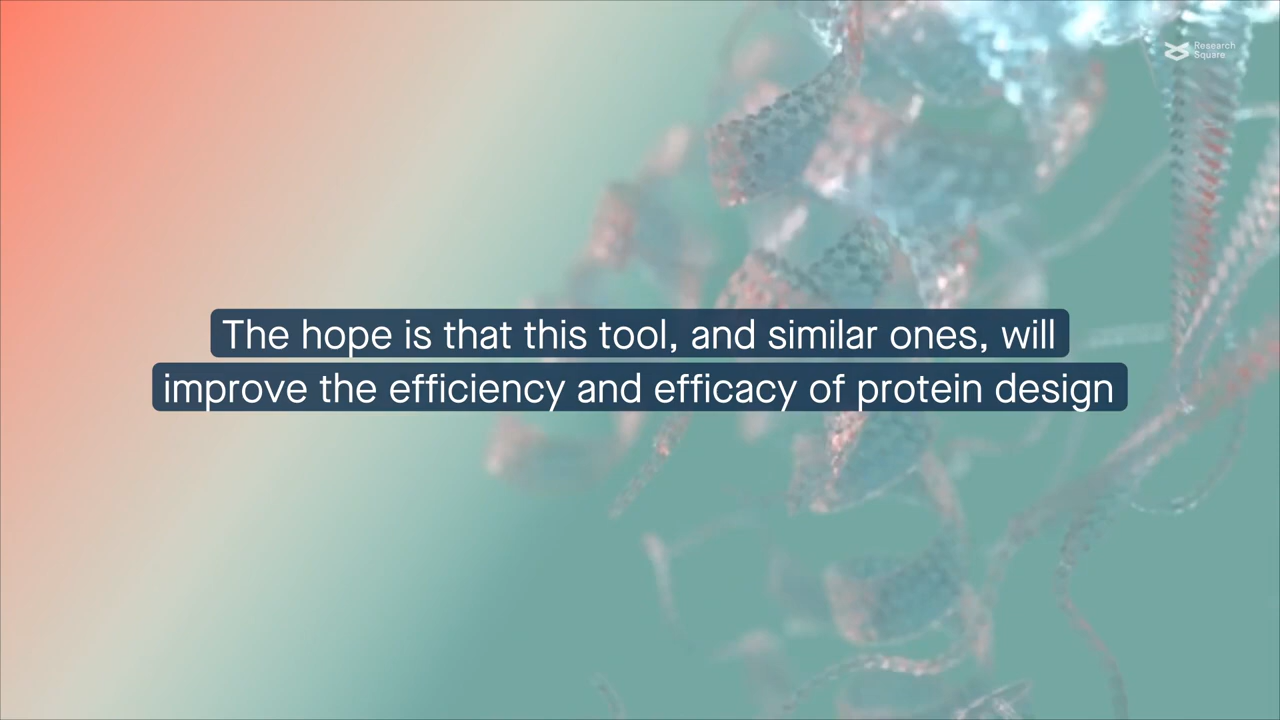 Research
Square
The hope is that this tool, and similar ones, will
improve the efficiency and efficacy of protein design